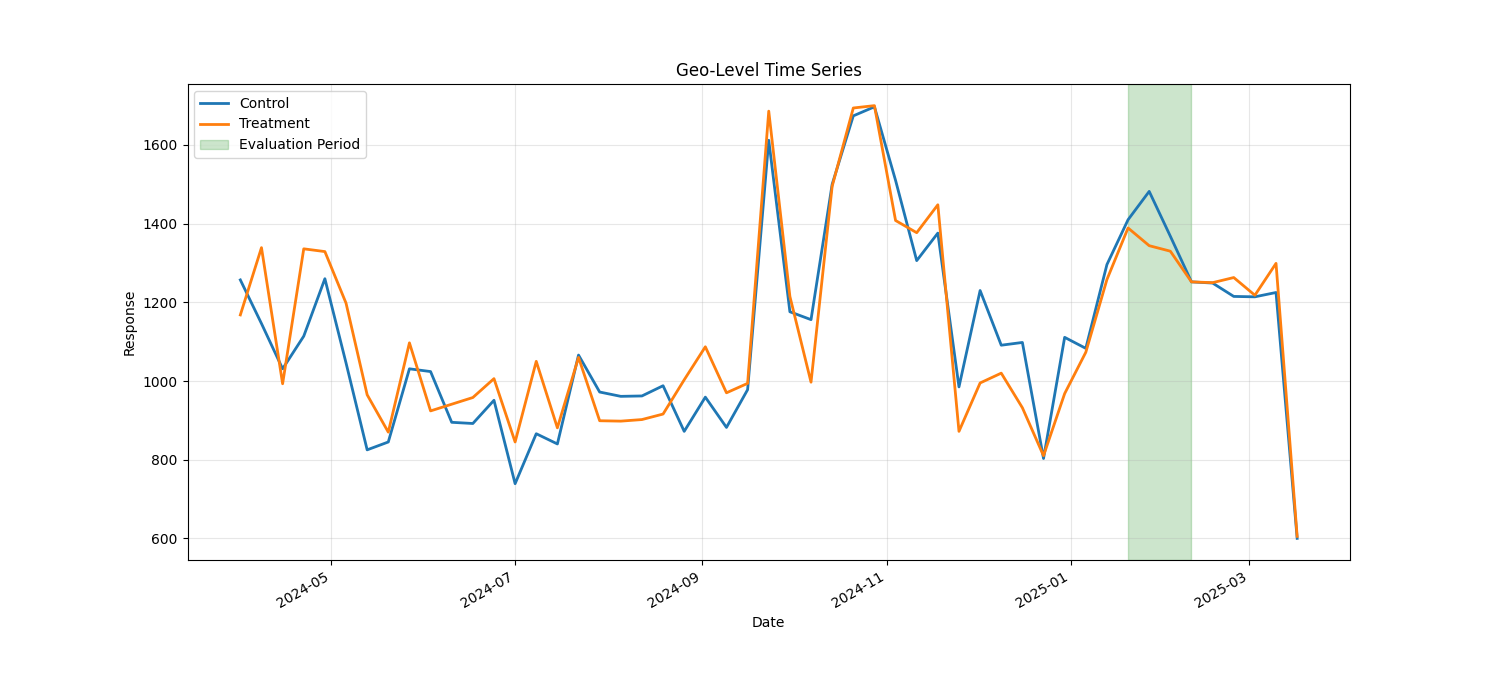 Geo-Level Time Series
Control
Treatment
Evaluation Period
Response
1600
1400
1200
1000
800
600
2024-05
2024-07
2024-09
2024-11
2025-01
2025-03
Date